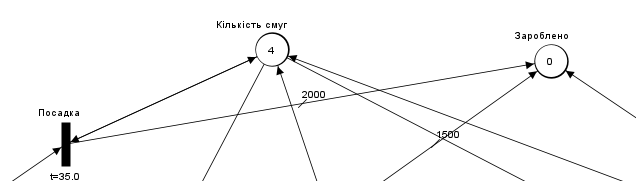 Кількість смуг
4
Зароблено
0
2000
Посадка
1500
t=35.0